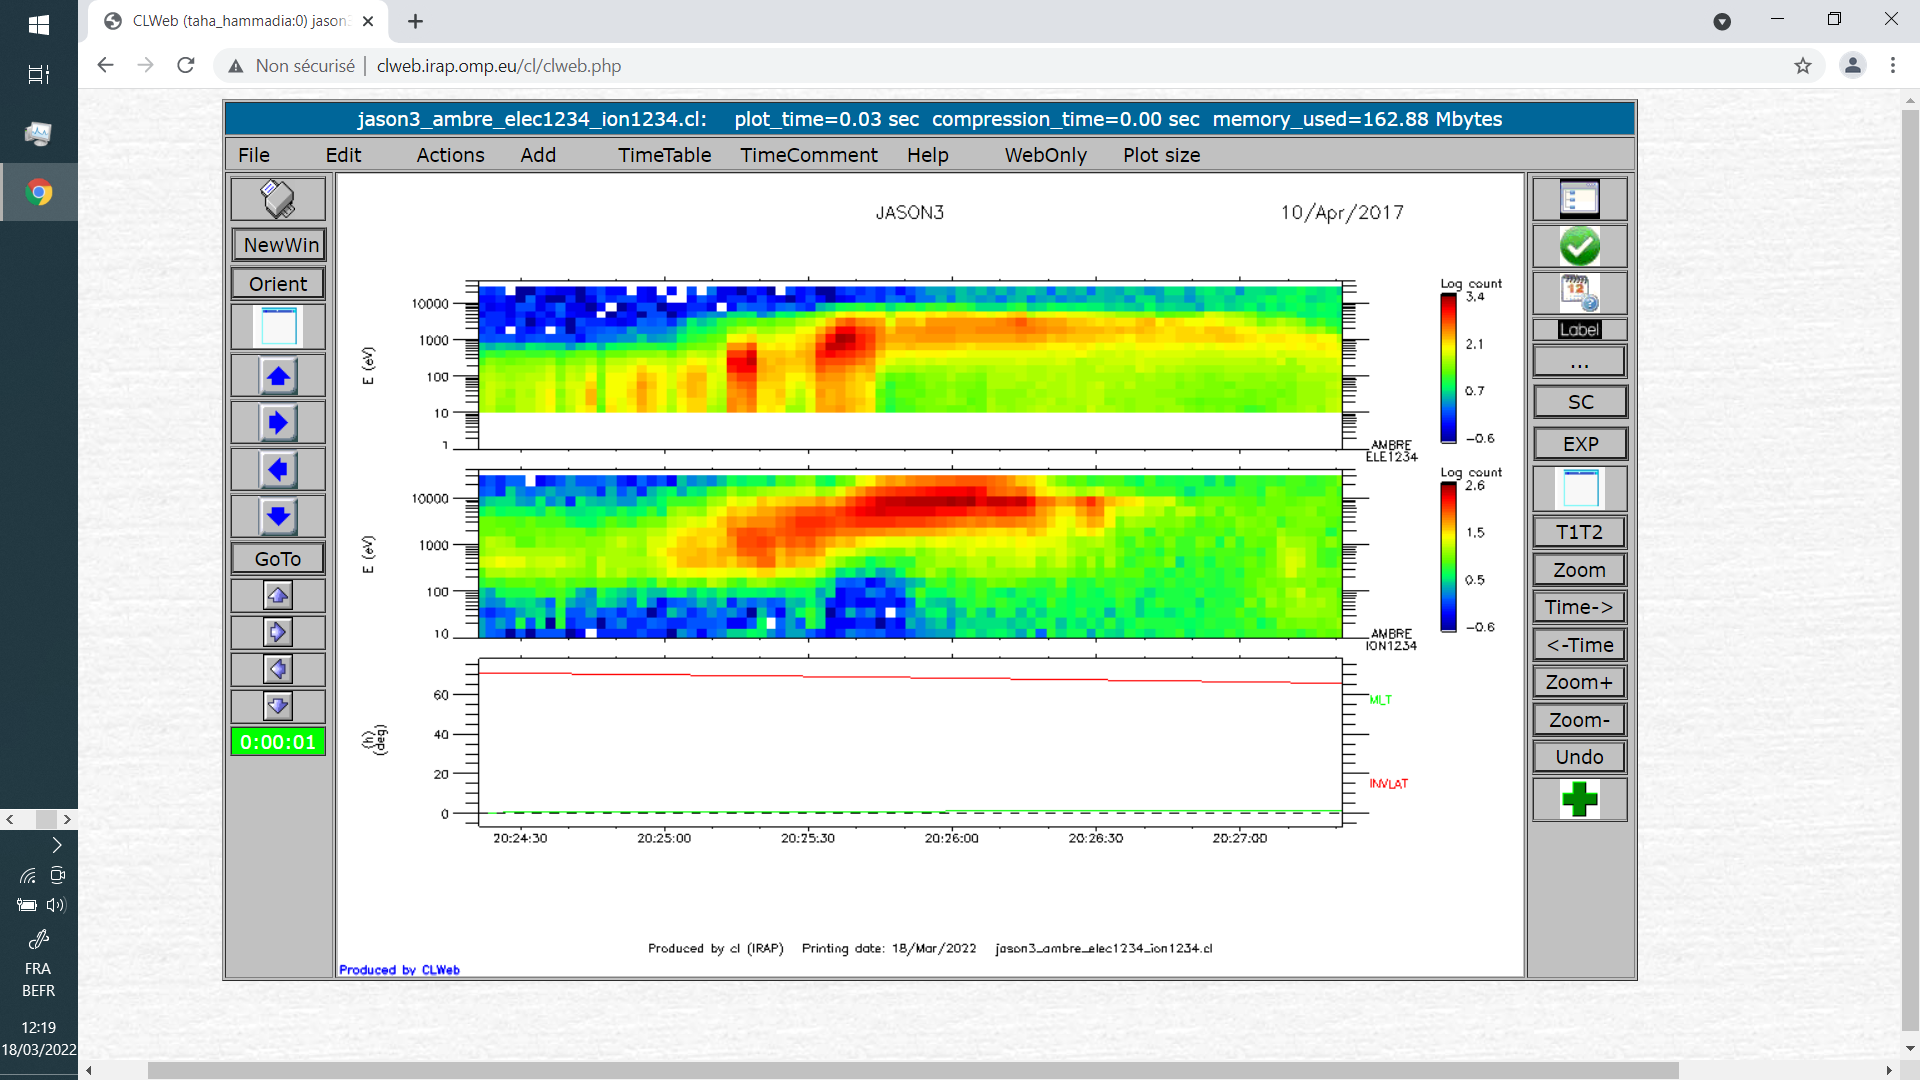 CLWeb (taha_hammadia:0) jason3
Non sécurisé | clweb.irap.omp.eu/cl/clweb.php
jason3_ambre_elec1234_ion1234.cl: plot_time=0.03 sec compression_time=0.00 sec memory_used=162.88 Mbytes
File Edit Actions Add TimeTable TimeComment Help WebOnly Plot size
NewWin
Orient
GoTo
0:00:01
JASON3 10/Apr/2017
E (eV)
10000
1000
100
10
1
AMBRE
ELE1234
Log count
3.4
2.1
0.7
-0.6
E (eV)
10000
1000
100
10
AMBRE
ION1234
Log count
2.6
1.5
0.5
-0.6
(h)
(deg)
60
40
20
0
MLT
INVLAT
20:24:30 20:25:00 20:25:30 20:26:00 20:26:30 20:27:00
Produced by cl (IRAP) Printing date: 18/Mar/2022 jason3_ambre_elec1234_ion1234.cl
Produced by CLWeb
12
Label
...
SC
EXP
T1T2
Zoom
Time->
<-Time
Zoom+
Zoom-
Undo
FRA
BEFR
12:19
18/03/2022